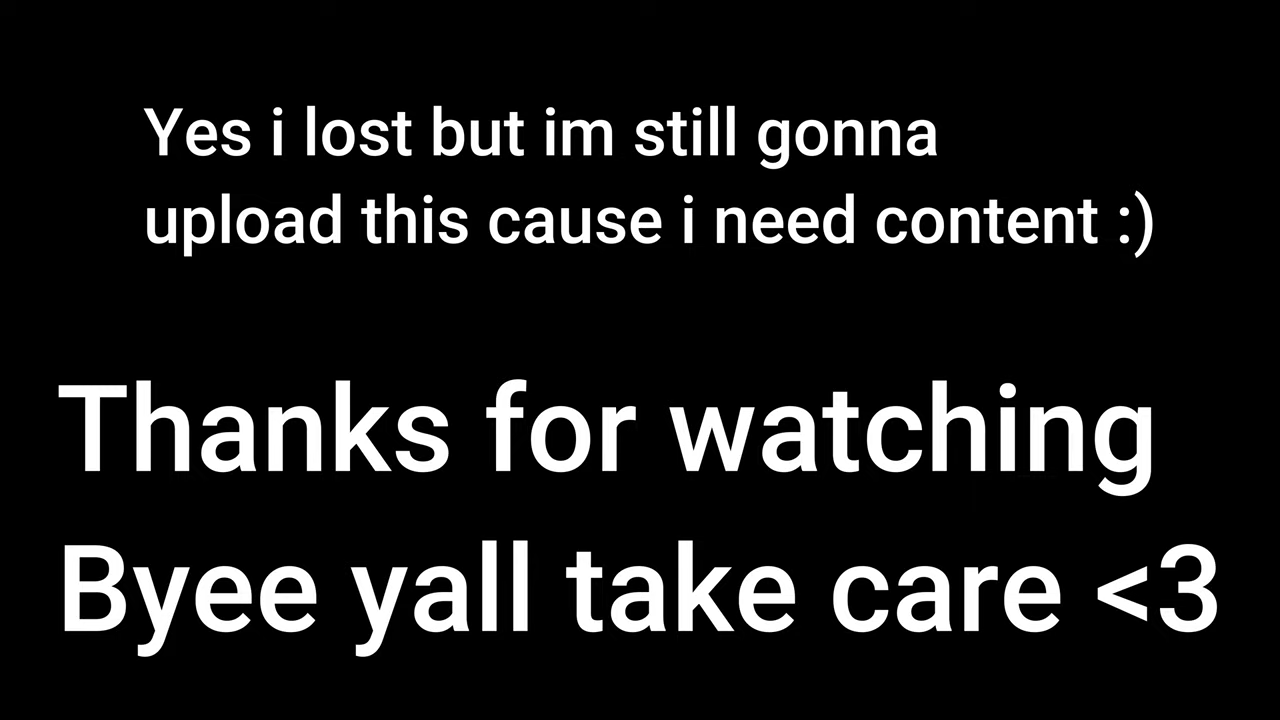 Yes i lost but im still gonna
upload this cause i need content :)
Thanks for watching
Byee yall take care <3